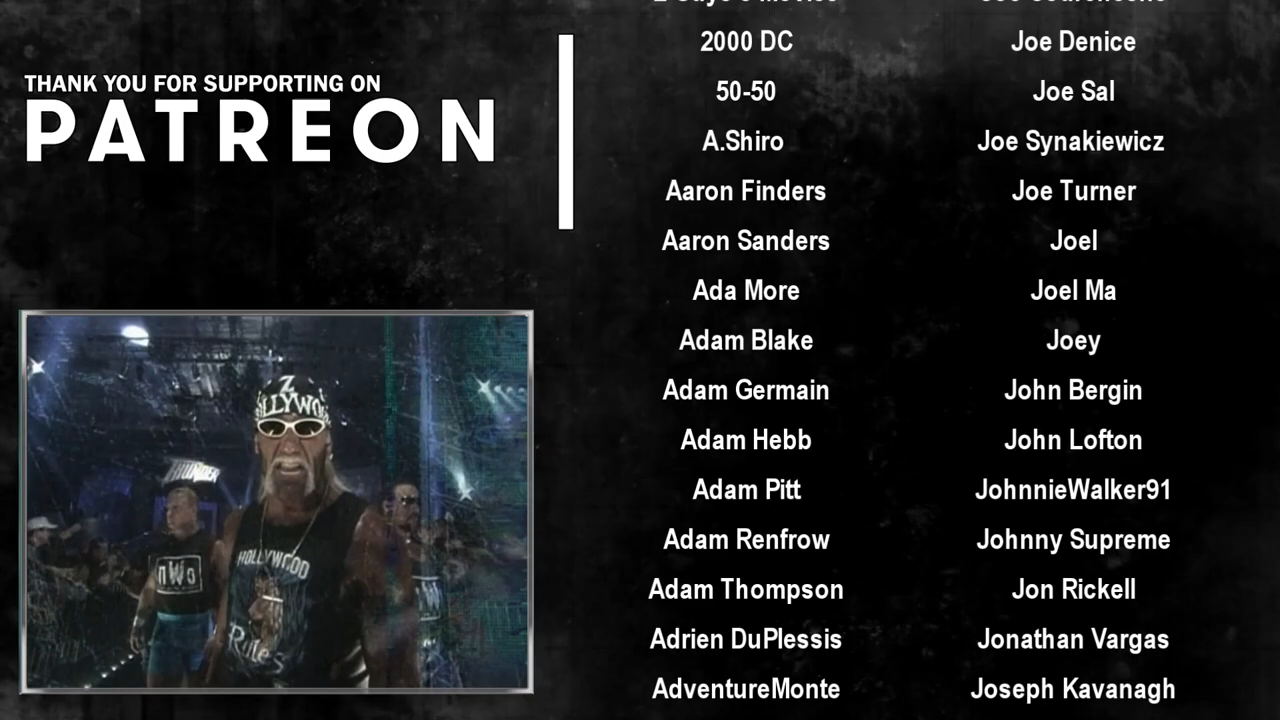 THANK YOU FOR SUPPORTING ON
PATREON
2000 DC
50-50
A.Shiro
Aaron Finders
Aaron Sanders
Ada More
Adam Blake
Adam Germain
Adam Hebb
Adam Pitt
Adam Renfrow
Adam Thompson
Adrien DuPlessis
AdventureMonte
Joe Denice
Joe Sal
Joe Synakiewicz
Joe Turner
Joel
Joel Ma
Joey
John Bergin
John Lofton
JohnnieWalker91
Johnny Supreme
Jon Rickell
Jonathan Vargas
Joseph Kavanagh
THUNDER
nWo
HOLLYWOOD
Rules